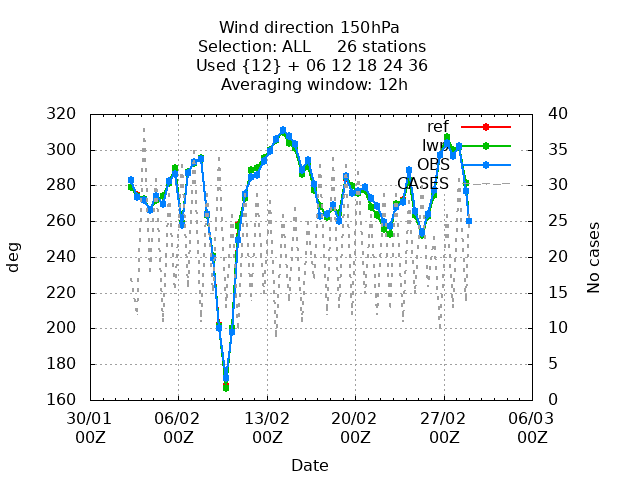 Wind direction 150hPa
Selection: ALL 26 stations
Used {12} + 06 12 18 24 36
Averaging window: 12h
320 40
ref
300 35
lwp
OBS
280 CASES 30
260 25
deg
240 20
No cases
220 15
200 10
180 5
160 0
30/01 06/02 13/02 20/02 27/02 06/03
00Z 00Z 00Z 00Z 00Z 00Z
Date